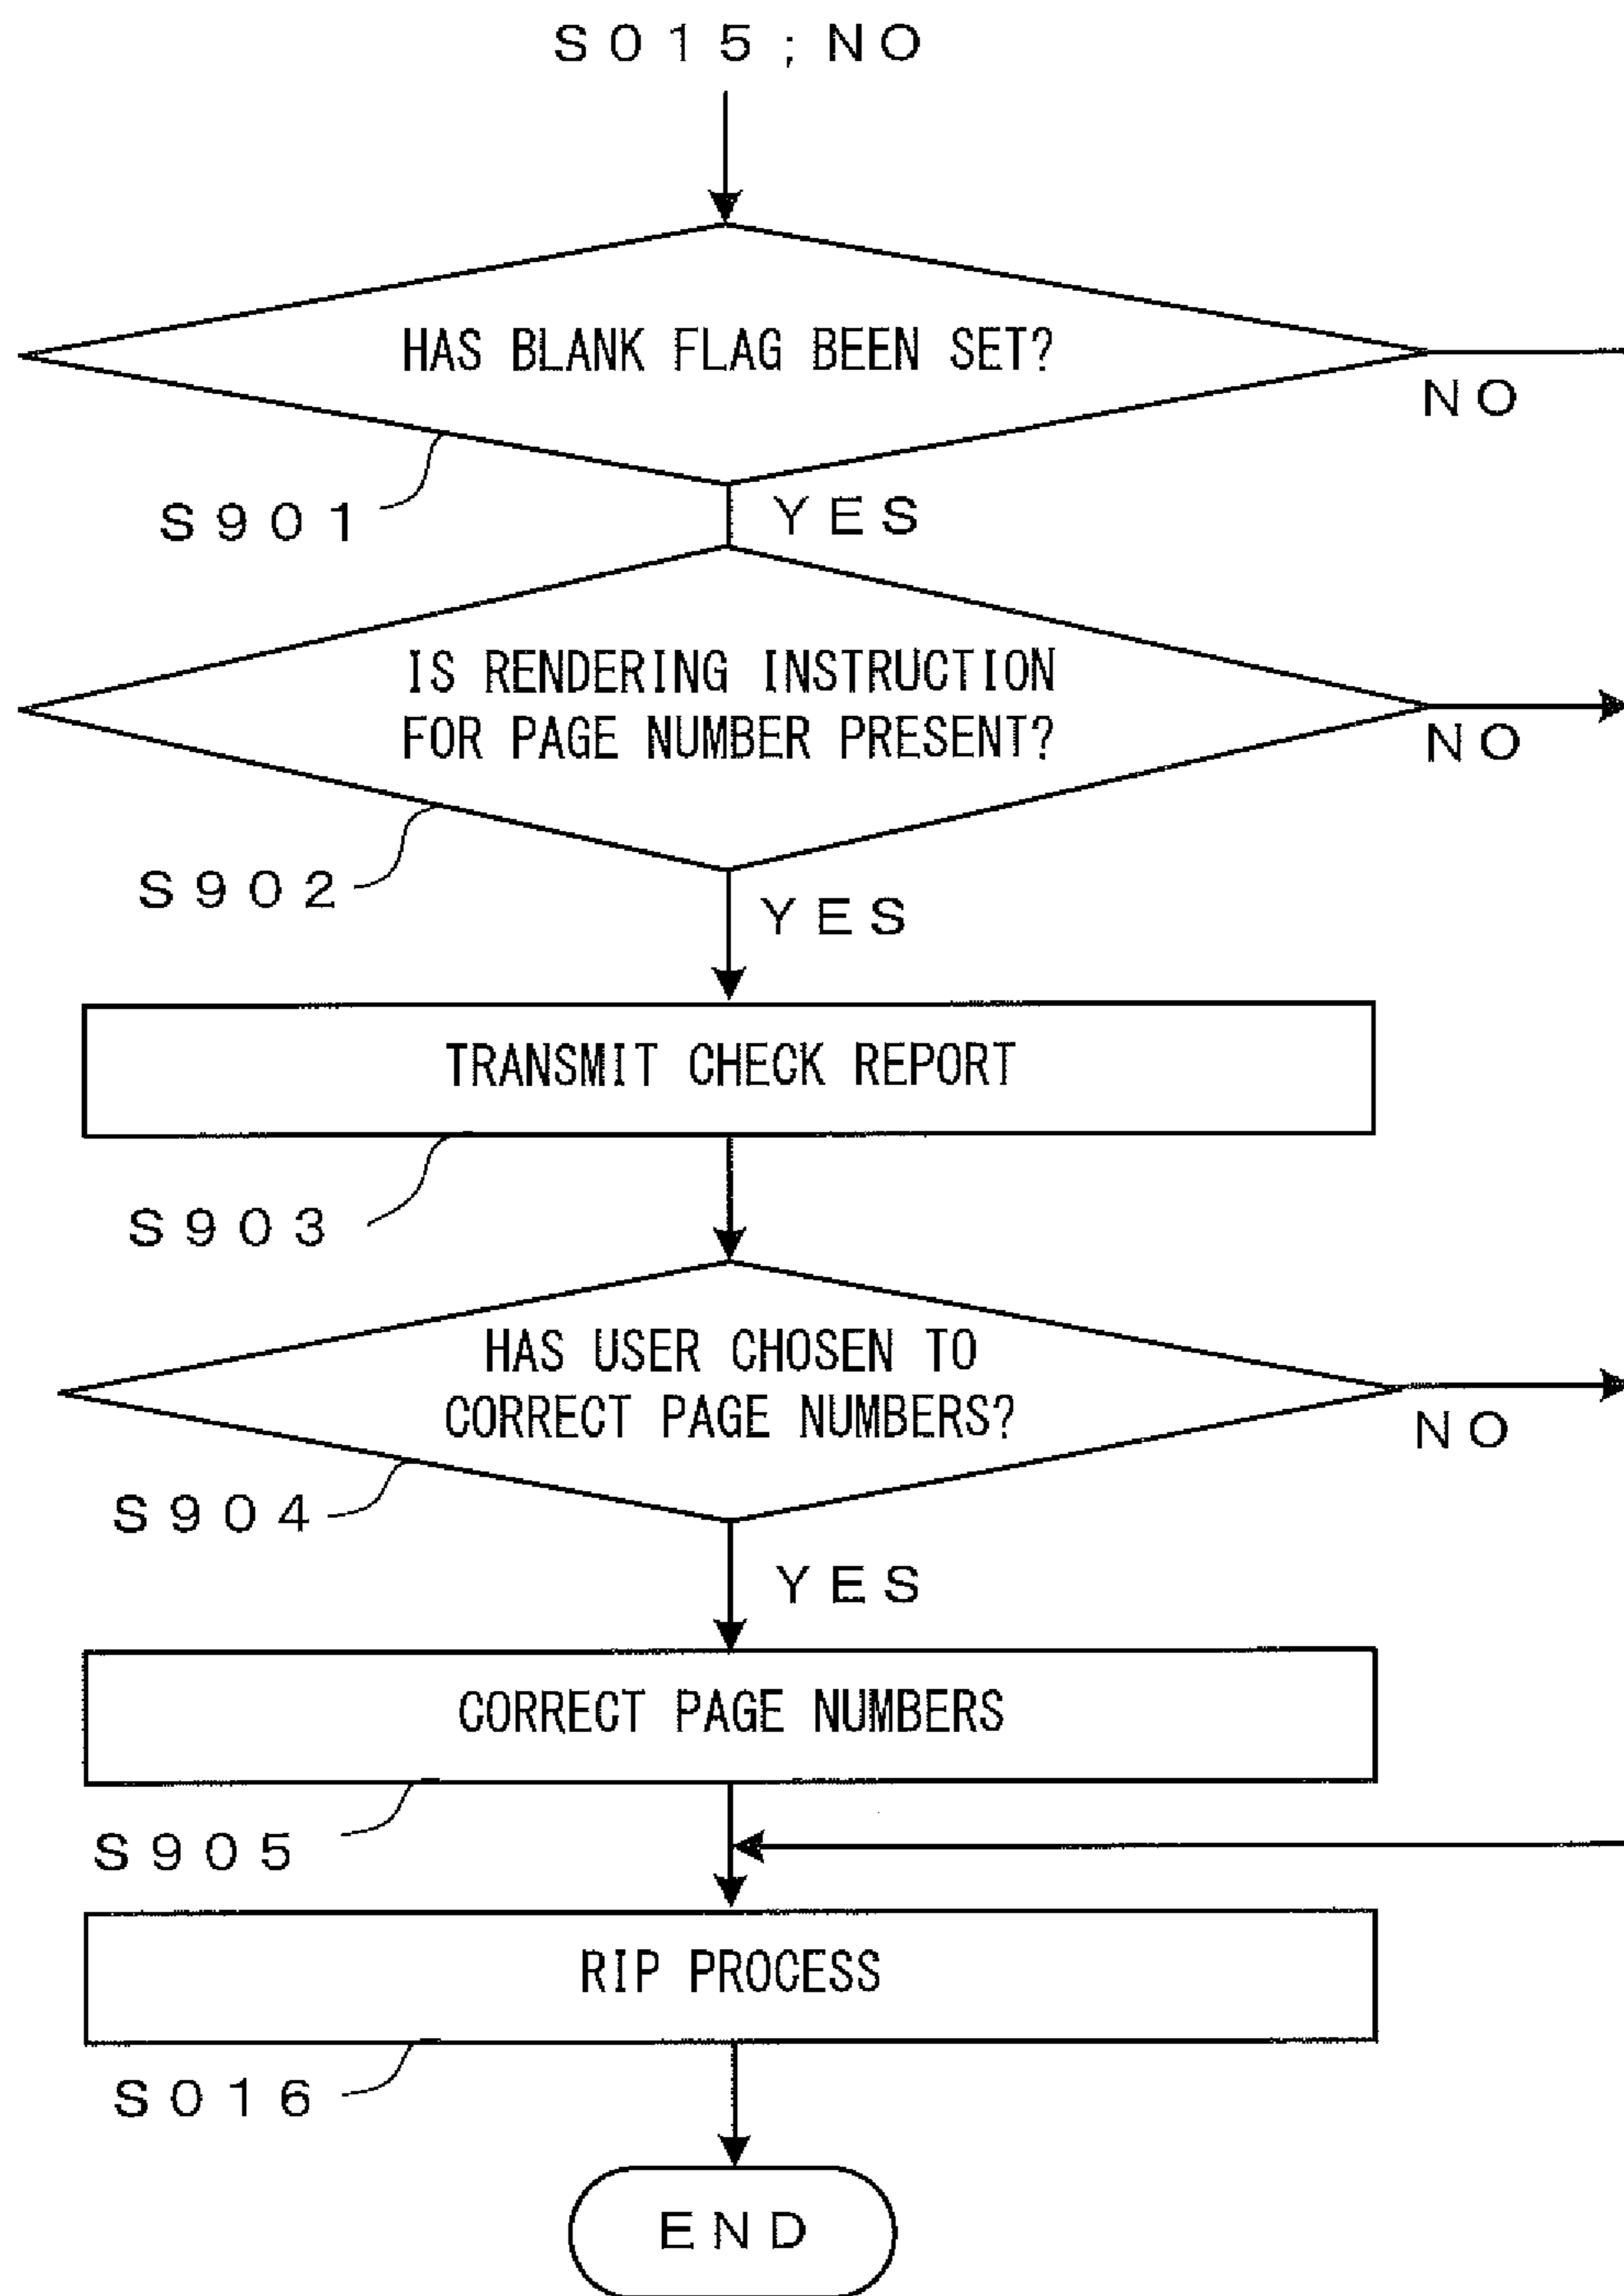 S015;NO
HAS BLANK FLAG BEEN SET?
NO
S901
YES
IS RENDERING INSTRUCTION
FOR PAGE NUMBER PRESENT?
NO
S902
YES
TRANSMIT CHECK REPORT
S903
HAS USER CHOSEN TO
CORRECT PAGE NUMBERS?
NO
S904
YES
CORRECT PAGE NUMBERS
S905
RIP PROCESS
S016
END